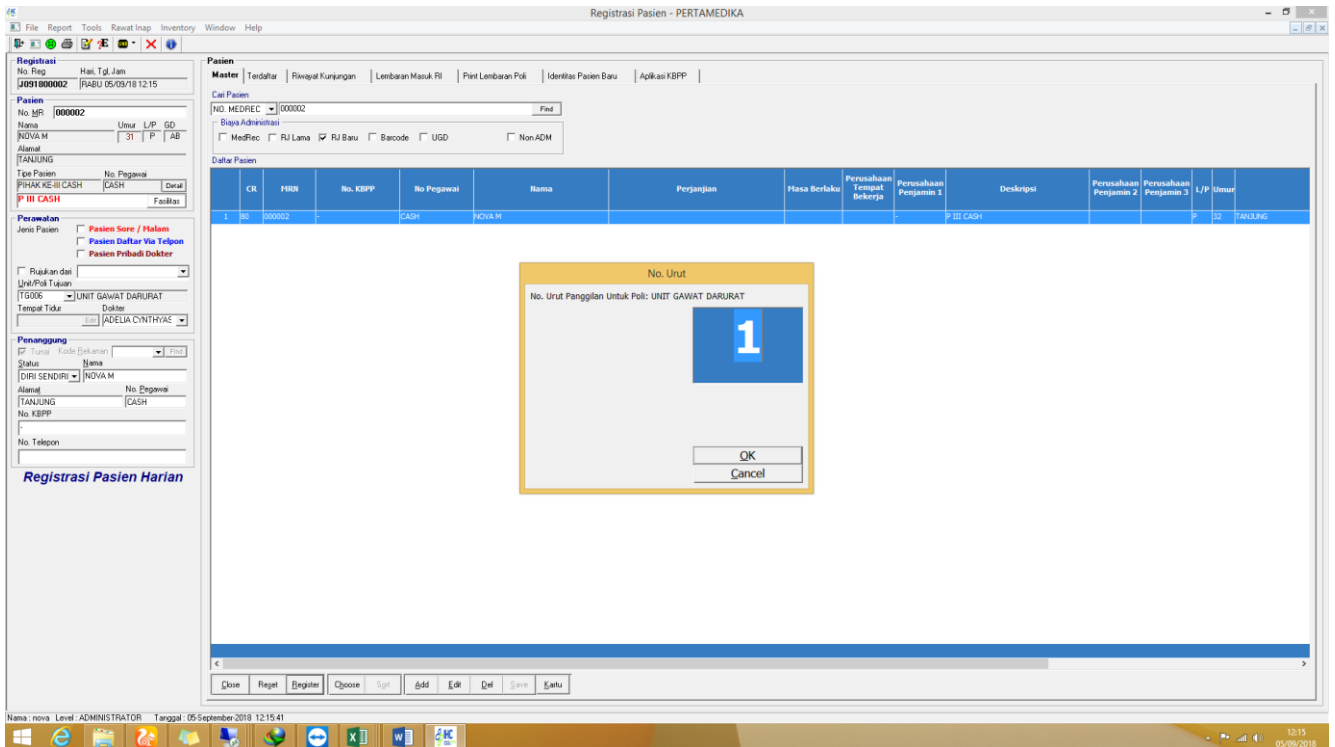 Registrasi Pasien - PERTAMEDIKA
File Report Tools Rawat Inap Inventory Window Help
Registrasi
No. Reg Hari, Tgl, Jam
J091800002 RABU 05/09/18 12:15
Pasien
No. MR 000002
Nama Umur L/P GD
NOVA M 31 P AB
Alamat
TANJUNG
Tipe Pasien No. Pegawai
PIHAK KE-III CASH CASH Detail
P III CASH Fasilitas
Perawatan
Jenis Pasien Pasien Sore / Malam
Pasien Daftar Via Telpon
Pasien Pribadi Dokter
Rujukan dari
Unit/Poli Tujuan
TG006 UNIT GAWAT DARURAT
Tempat Tidur Dokter
Edit ADELIA CYNTHYAS
Penanggung
Tunai Kode Rekanan Find
Status Nama
DIRI SENDIRI NOVA M
Alamat No. Pegawai
TANJUNG CASH
No. KBPP
-
No. Telepon
Registrasi Pasien Harian
Pasien
Master Terdaftar Riwayat Kunjungan Lembaran Masuk RI Print Lembaran Poli Identitas Pasien Baru Aplikasi KBPP
Cari Pasien
NO. MEDREC 000002 Find
Biaya Administrasi
MedRec RJ Lama RJ Baru Barcode UGD Non ADM
Daftar Pasien
CR MRN No. KBPP No Pegawai Nama Perjanjian Masa Berlaku Perusahaan Tempat Bekerja Perusahaan Penjamin 1 Deskripsi Perusahaan Penjamin 2 Perusahaan Penjamin 3 L/P Umur
1 80 000002 - CASH NOVA M - P III CASH P 32 TANJUNG
No. Urut
No. Urut Panggilan Untuk Poli: UNIT GAWAT DARURAT
1
OK
Cancel
Close Reset Register Choose Sort Add Edit Del Save Kartu
Nama : nova Level : ADMINISTRATOR Tanggal : 05-September-2018 12:15:41
12:15
05/09/2018